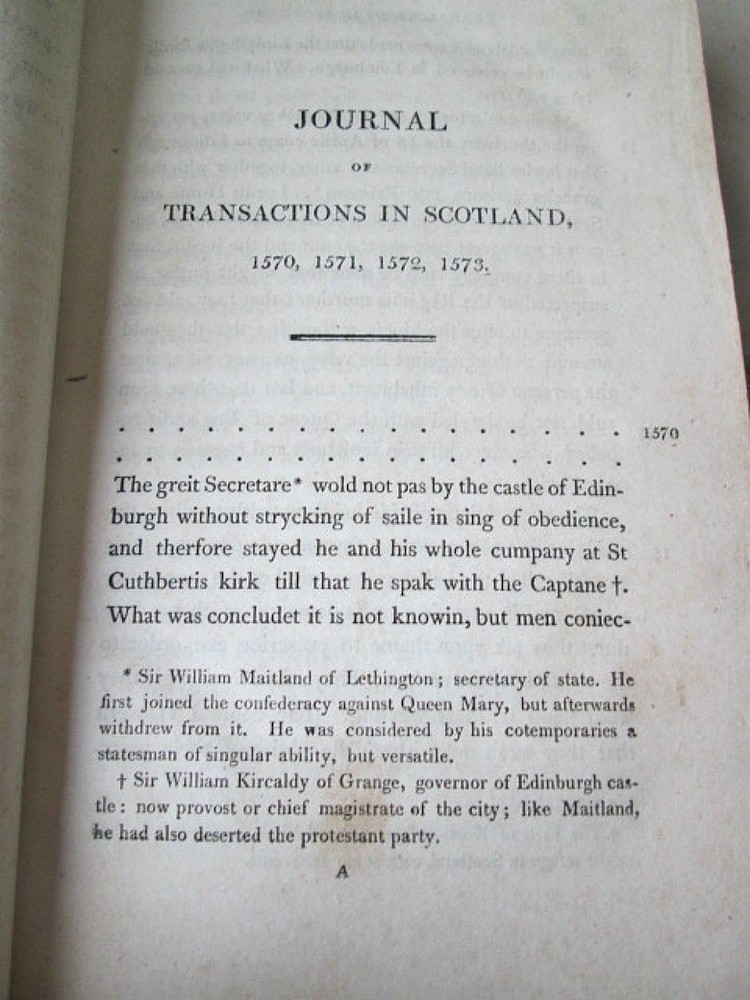 JOURNAL
OF
TRANSACTIONS IN SCOTLAND,
1570, 1571, 1572, 1573.
. . . . . . . . . . . . . . . . . 1570
. . . . . . . . . . . . . . . . .
The greit Secretare* wold not pas by the castle of Edin-
burgh without strycking of saile in sing of obedience,
and therfore stayed he and his whole cumpany at St
Cuthbertis kirk till that he spak with the Captane †.
What was concludet it is not knowin, but men coniec-
* Sir William Maitland of Lethington; secretary of state. He
first joined the confederacy against Queen Mary, but afterwards
withdrew from it. He was considered by his cotemporaries a
statesman of singular ability, but versatile.
† Sir William Kircaldy of Grange, governor of Edinburgh cas-
tle: now provost or chief magistrate of the city; like Maitland,
he had also deserted the protestant party.
A